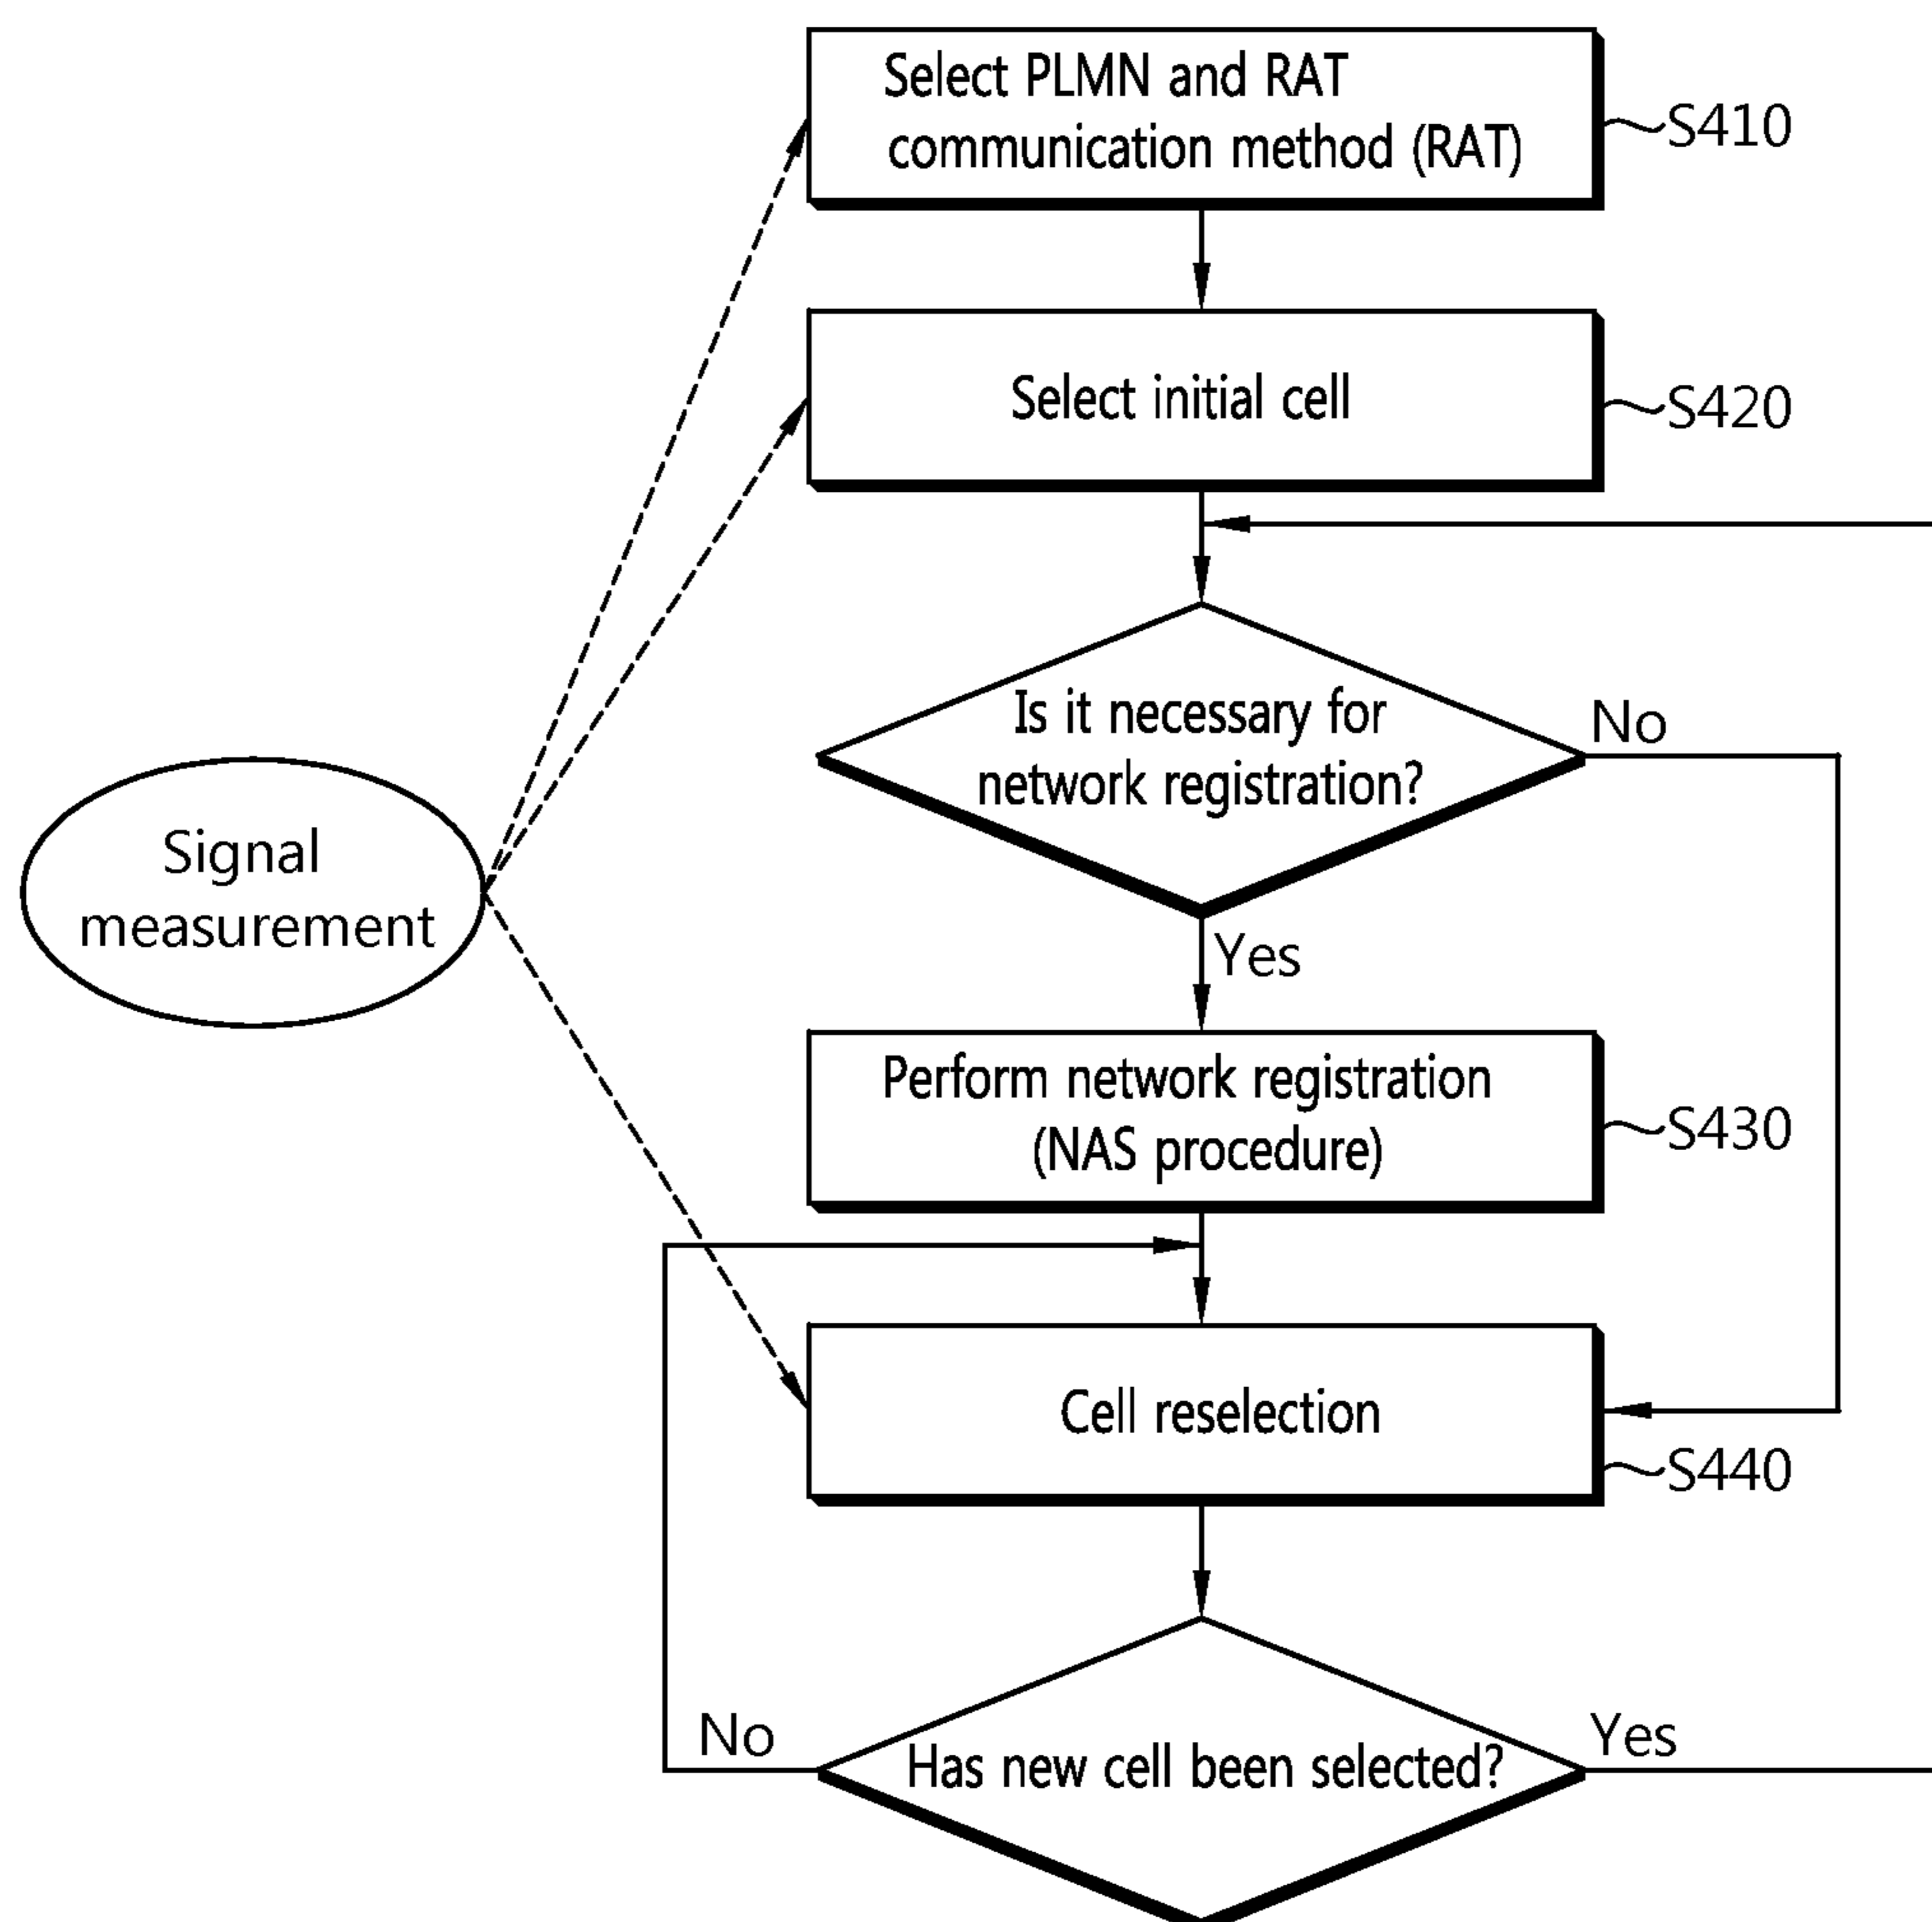 Select PLMN and RAT
communication method (RAT)
S410
Select initial cell
S420
Is it necessary for
network registration?
No
Signal
measurement
Yes
Perform network registration
(NAS procedure)
S430
Cell reselection
S440
No
Has new cell been selected?
Yes